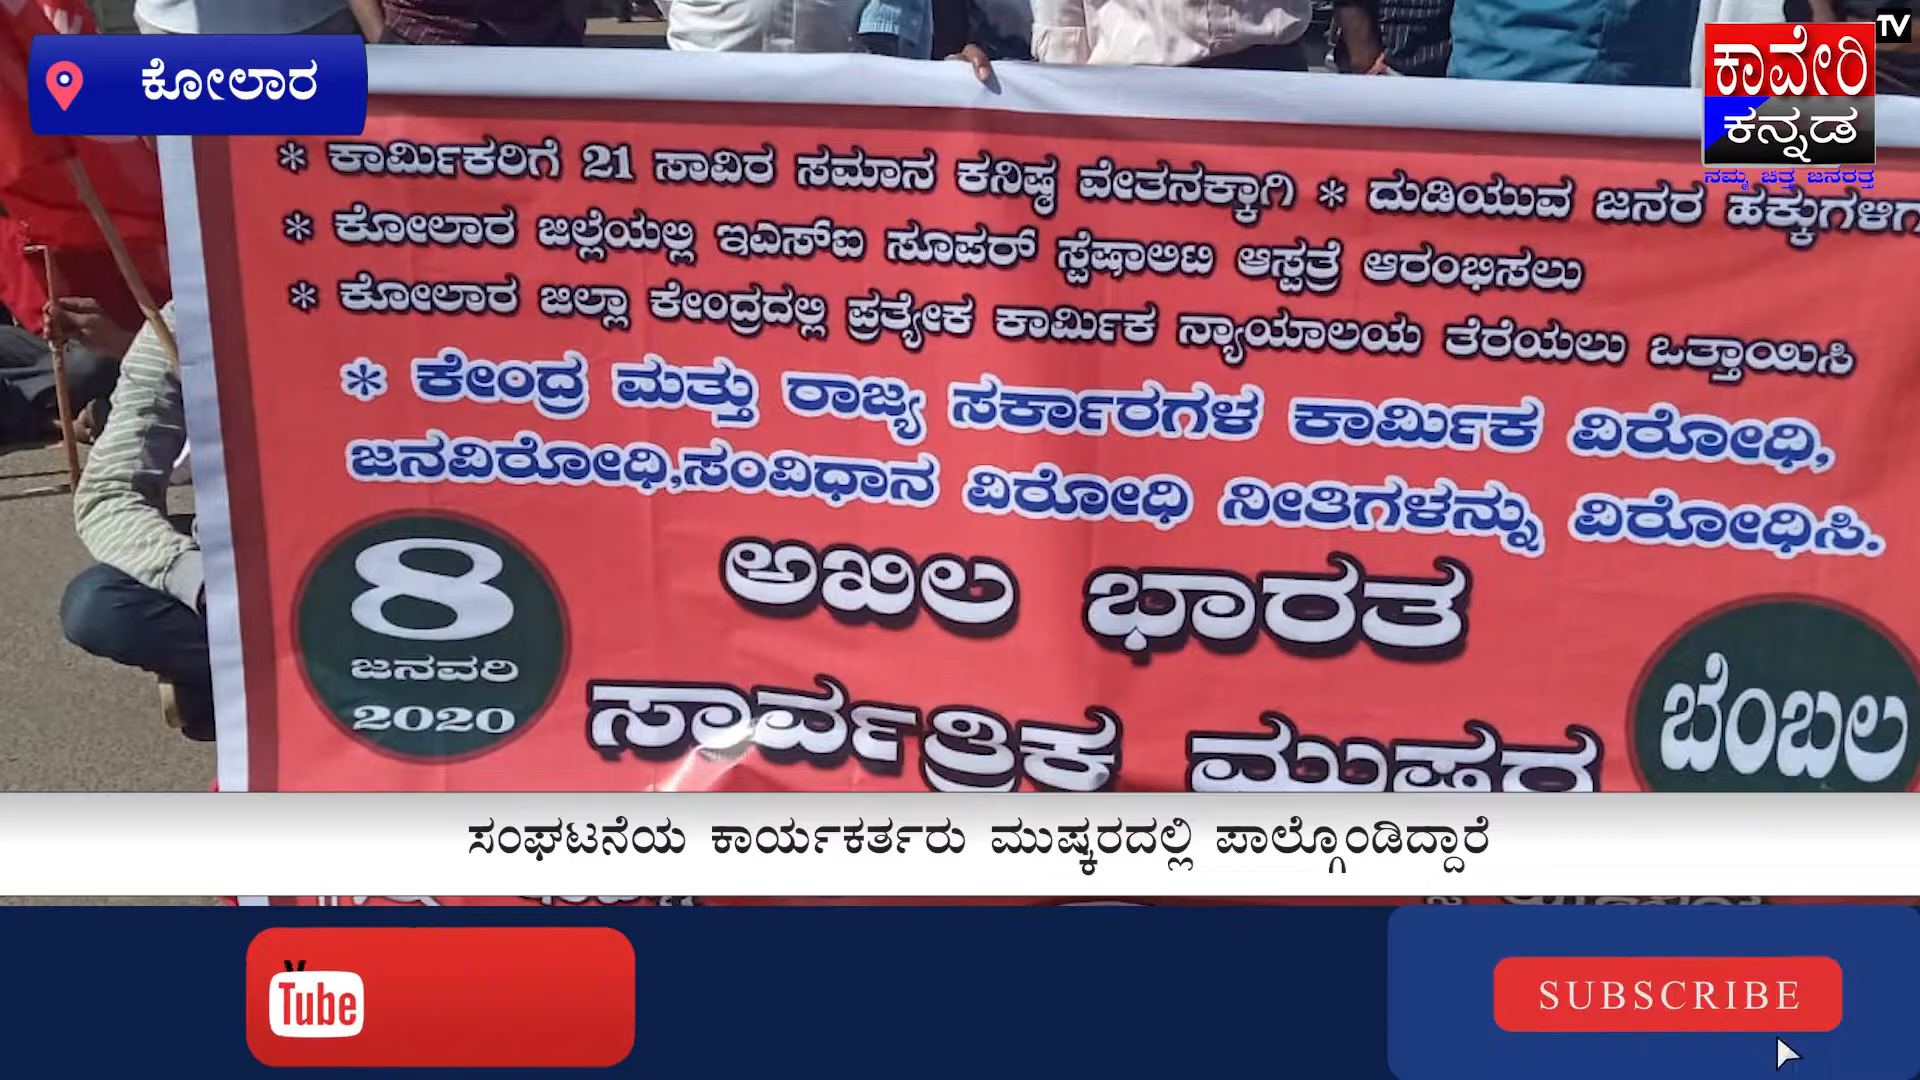 TV
ಕಾವೇರಿ
ಕನ್ನಡ
ನಮ್ಮ ಚಿತ್ತ ಜನರತ್ತ
ಕೋಲಾರ
* ಕಾರ್ಮಿಕರಿಗೆ 21 ಸಾವಿರ ಸಮಾನ ಕನಿಷ್ಠ ವೇತನಕ್ಕಾಗಿ * ದುಡಿಯುವ ಜನರ
* ಕೋಲಾರ ಜಿಲ್ಲೆಯಲ್ಲಿ ಇಎಸ್ಐ ಸೂಪರ್ ಸ್ಪೆಷಾಲಿಟಿ ಆಸ್ಪತ್ರೆ ಆರಂಭಿಸಲು
* ಕೋಲಾರ ಜಿಲ್ಲಾ ಕೇಂದ್ರದಲ್ಲಿ ಪ್ರತ್ಯೇಕ ಕಾರ್ಮಿಕ ನ್ಯಾಯಾಲಯ ತೆರೆಯಲು ಒತ್ತಾಯಿಸಿ
* ಕೇಂದ್ರ ಮತ್ತು ರಾಜ್ಯ ಸರ್ಕಾರಗಳ ಕಾರ್ಮಿಕ ವಿರೋಧಿ,
ಜನವಿರೋಧಿ,ಸಂವಿಧಾನ ವಿರೋಧಿ ನೀತಿಗಳನ್ನು ವಿರೋಧಿಸಿ.
8
ಜನವರಿ
2020
ಅಖಿಲ ಭಾರತ
ಸಾರ್ವತ್ರಿಕ ಮುಷ್ಕರ
ಬೆಂಬಲ
ಸಂಘಟನೆಯ ಕಾರ್ಯಕರ್ತರು ಮುಷ್ಕರದಲ್ಲಿ ಪಾಲ್ಗೊಂಡಿದ್ದಾರೆ
Tube
SUBSCRIBE